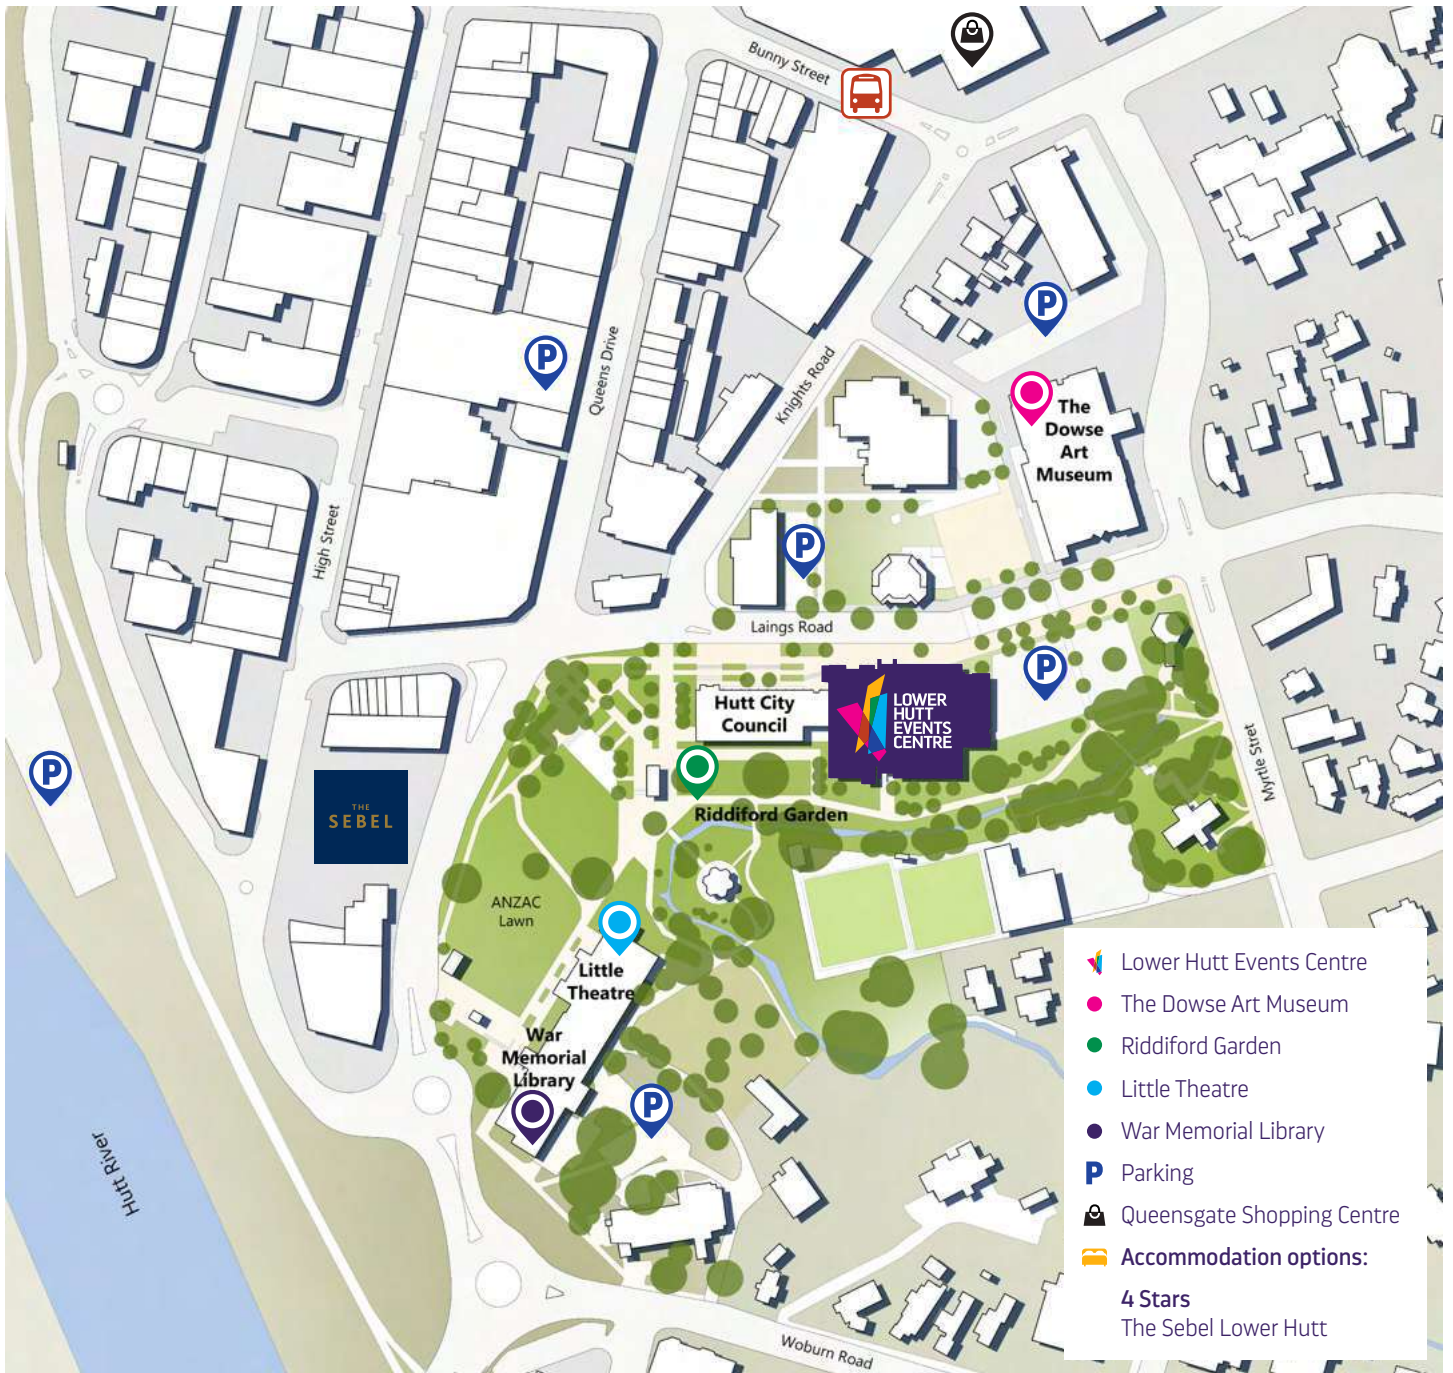 Bunny Street
P
P
Queens Drive
Knights Road
The
Dowse
Art
Museum
High Street
P
Laings Road
P
Hutt City
Council
LOWER
HUTT
EVENTS
CENTRE
Myrtle Stret
P
THE
SEBEL
Riddiford Garden
ANZAC
Lawn
Little
Theatre
War
Memorial
Library
P
Hutt River
Woburn Road
Lower Hutt Events Centre
The Dowse Art Museum
Riddiford Garden
Little Theatre
War Memorial Library
P Parking
Queensgate Shopping Centre
Accommodation options:
4 Stars
The Sebel Lower Hutt